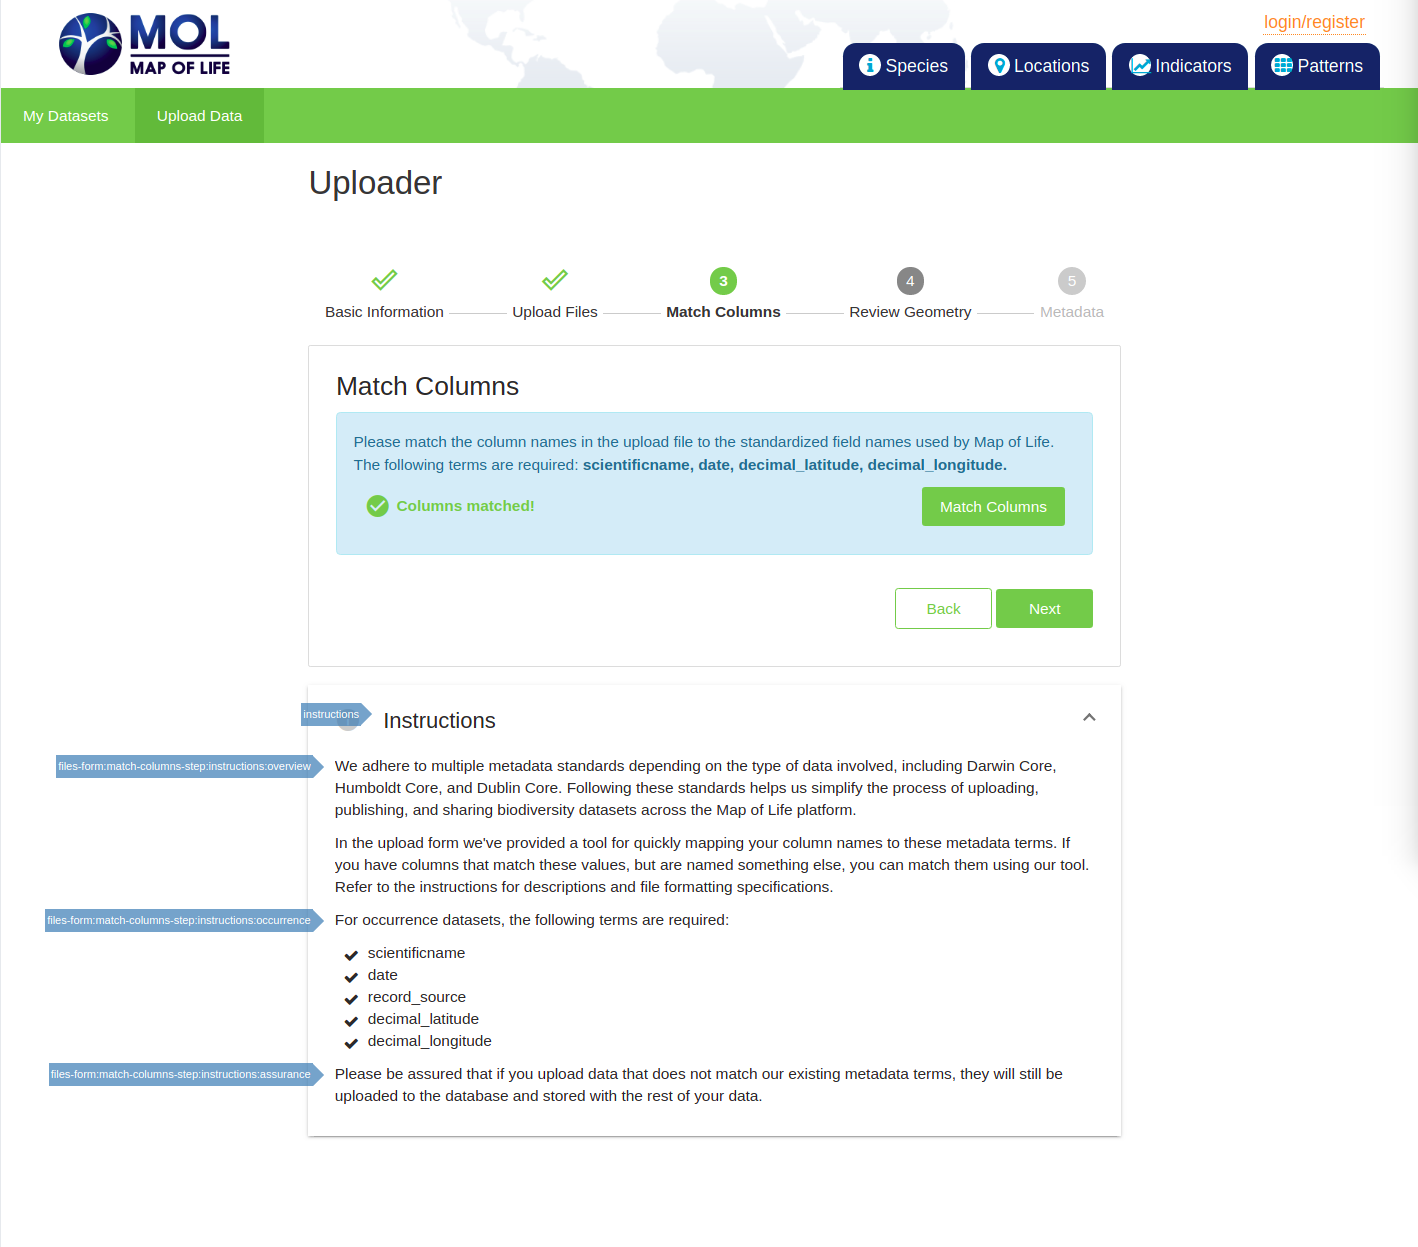 MOL
MAP OF LIFE
login/register
Species
Locations
Indicators
Patterns
My Datasets
Upload Data
Uploader
3
4
5
Basic Information
Upload Files
Match Columns
Review Geometry
Metadata
Match Columns
Please match the column names in the upload file to the standardized field names used by Map of Life.
The following terms are required: scientificname, date, decimal_latitude, decimal_longitude.
Columns matched!
Match Columns
Back
Next
instructions
Instructions
files-form:match-columns-step:instructions:overview
We adhere to multiple metadata standards depending on the type of data involved, including Darwin Core,
Humboldt Core, and Dublin Core. Following these standards helps us simplify the process of uploading,
publishing, and sharing biodiversity datasets across the Map of Life platform.
In the upload form we've provided a tool for quickly mapping your column names to these metadata terms. If
you have columns that match these values, but are named something else, you can match them using our tool.
Refer to the instructions for descriptions and file formatting specifications.
files-form:match-columns-step:instructions:occurrence
For occurrence datasets, the following terms are required:
scientificname
date
record_source
decimal_latitude
decimal_longitude
files-form:match-columns-step:instructions:assurance
Please be assured that if you upload data that does not match our existing metadata terms, they will still be
uploaded to the database and stored with the rest of your data.